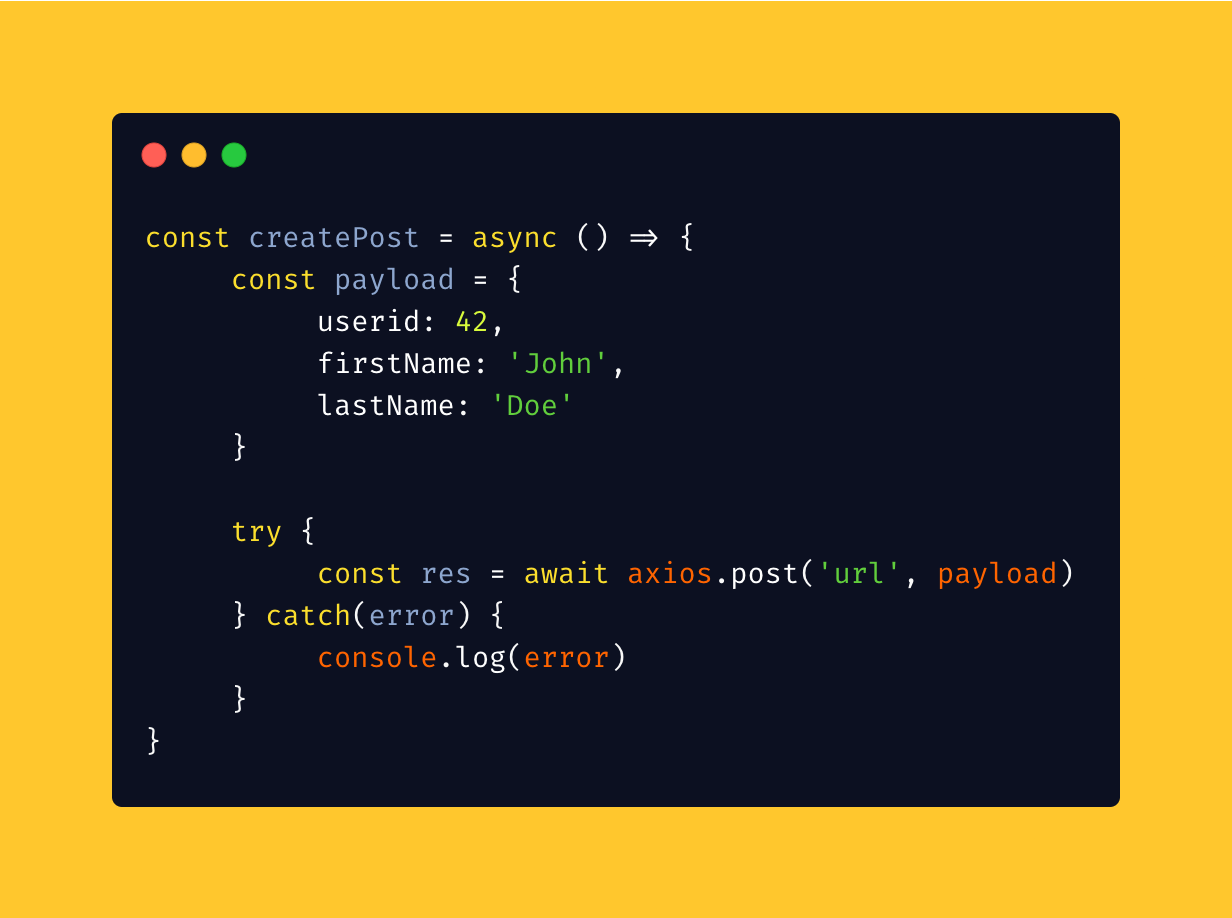 const createPost = async () => {
     const payload = {
          userid: 42,
          firstName: 'John',
          lastName: 'Doe'
     }

     try {
          const res = await axios.post('url', payload)
     } catch(error) {
          console.log(error)
     }
}